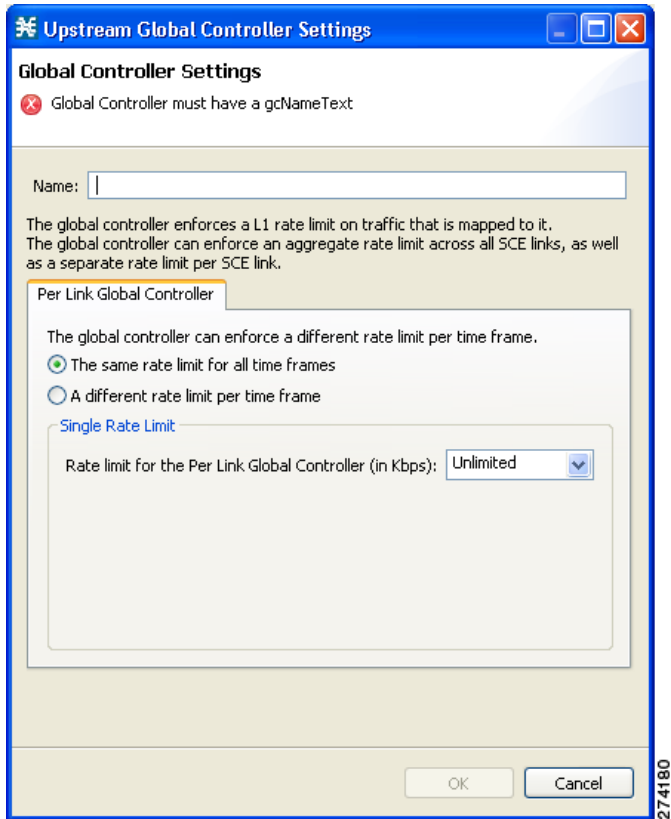 Upstream Global Controller Settings
Global Controller Settings
Global Controller must have a gcNameText
Name:
The global controller enforces a L1 rate limit on traffic that is mapped to it.
The global controller can enforce an aggregate rate limit across all SCE links, as well
as a separate rate limit per SCE link.
Per Link Global Controller
The global controller can enforce a different rate limit per time frame.
The same rate limit for all time frames
A different rate limit per time frame
Single Rate Limit
Rate limit for the Per Link Global Controller (in Kbps): Unlimited
OK Cancel
274180